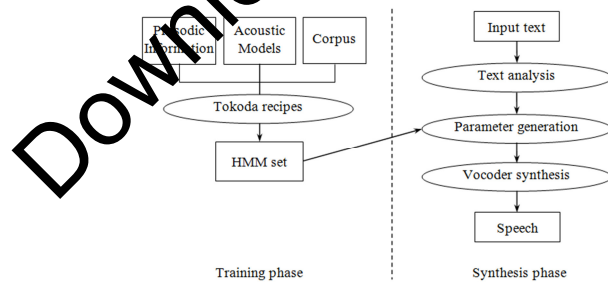 Prosodic
Information
Acoustic
Models
Corpus
Tokoda recipes
HMM set
Training phase
Input text
Text analysis
Parameter generation
Vocoder synthesis
Speech
Synthesis phase